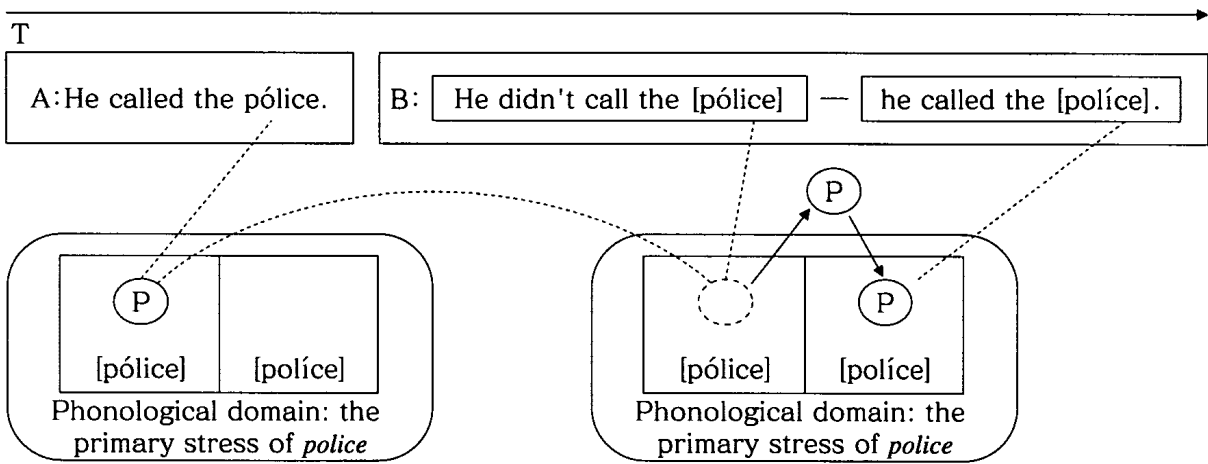 T
A: He called the pólice.
B: He didn't call the [pólice] — he called the [políce].
P
P P
[pólice] [políce] [pólice] [políce]
Phonological domain: the Phonological domain: the
primary stress of police primary stress of police